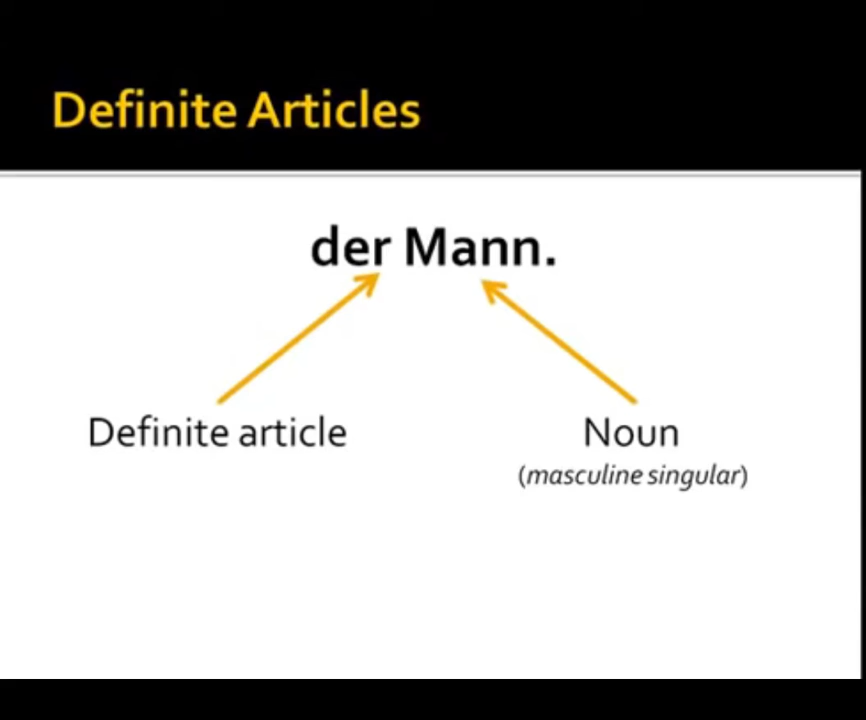 Definite Articles
der Mann.
Definite article
Noun
(masculine singular)